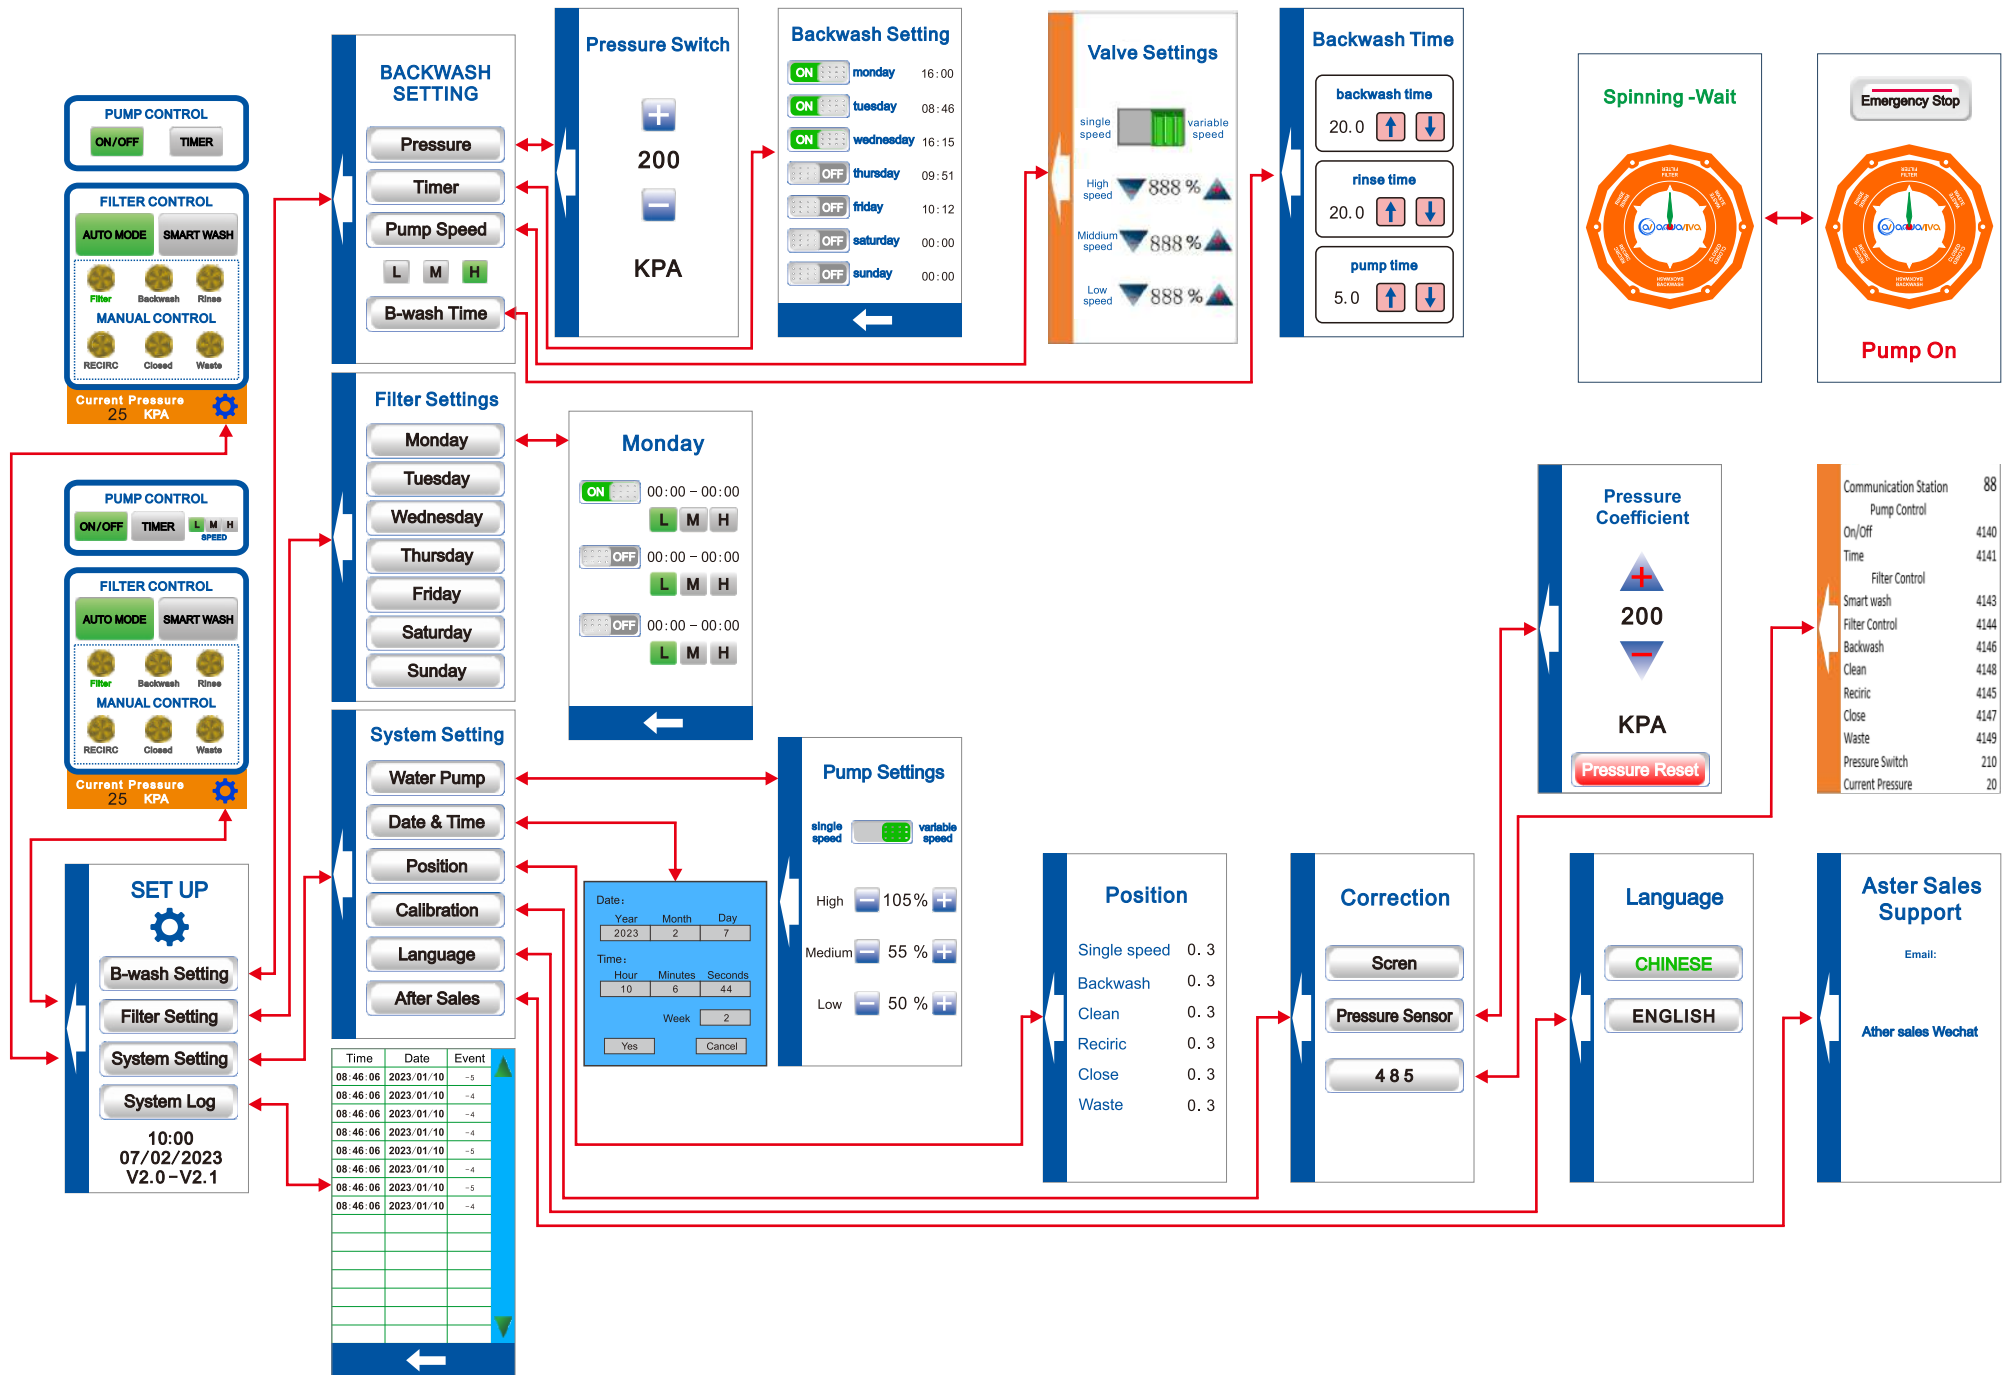 PUMP CONTROL
ON/OFF TIMER
FILTER CONTROL
AUTO MODE SMART WASH
Filter Backwash Rinse
MANUAL CONTROL
RECIRC Closed Waste
Current Pressure
25 KPA
PUMP CONTROL
ON/OFF TIMER L M H
SPEED
FILTER CONTROL
AUTO MODE SMART WASH
Filter Backwash Rinse
MANUAL CONTROL
RECIRC Closed Waste
Current Pressure
25 KPA
SET UP
B-wash Setting
Filter Setting
System Setting
System Log
10:00
07/02/2023
V2.0-V2.1
BACKWASH
SETTING
Pressure
Timer
Pump Speed
L M H
B-wash Time
Pressure Switch
200
KPA
Backwash Setting
ON monday 16:00
ON tuesday 08:46
ON wednesday 16:15
OFF thursday 09:51
OFF friday 10:12
OFF saturday 00:00
OFF sunday 00:00
Valve Settings
single speed variable speed
High speed 888 %
Middium speed 888 %
Low speed 888 %
Backwash Time
backwash time
20.0
rinse time
20.0
pump time
5.0
Spinning -Wait
FILTER
FILTER
BACKWASH
BACKWASH
Emergency Stop
FILTER
FILTER
BACKWASH
BACKWASH
Pump On
Filter Settings
Monday
Tuesday
Wednesday
Thursday
Friday
Saturday
Sunday
Monday
ON 00:00-00:00
L M H
OFF 00:00-00:00
L M H
OFF 00:00-00:00
L M H
System Setting
Water Pump
Date & Time
Position
Calibration
Language
After Sales
Date:
Year Month Day
2023 2 7
Time:
Hour Minutes Seconds
10 6 44
Week 2
Yes Cancel
Pump Settings
single speed variable speed
High 105%
Medium 55 %
Low 50 %
Time Date Event
08:46:06 2023/01/10 -5
08:46:06 2023/01/10 -4
08:46:06 2023/01/10 -4
08:46:06 2023/01/10 -4
08:46:06 2023/01/10 -5
08:46:06 2023/01/10 -4
08:46:06 2023/01/10 -5
08:46:06 2023/01/10 -4
Position
Single speed 0.3
Backwash 0.3
Clean 0.3
Reciric 0.3
Close 0.3
Waste 0.3
Correction
Scren
Pressure Sensor
485
Pressure
Coefficient
200
KPA
Pressure Reset
Communication Station 88
Pump Control
On/Off 4140
Time 4141
Filter Control
Smart wash 4143
Filter Control 4144
Backwash 4146
Clean 4148
Reciric 4145
Close 4147
Waste 4149
Pressure Switch 210
Current Pressure 20
Language
CHINESE
ENGLISH
Aster Sales
Support
Email:
Ather sales Wechat